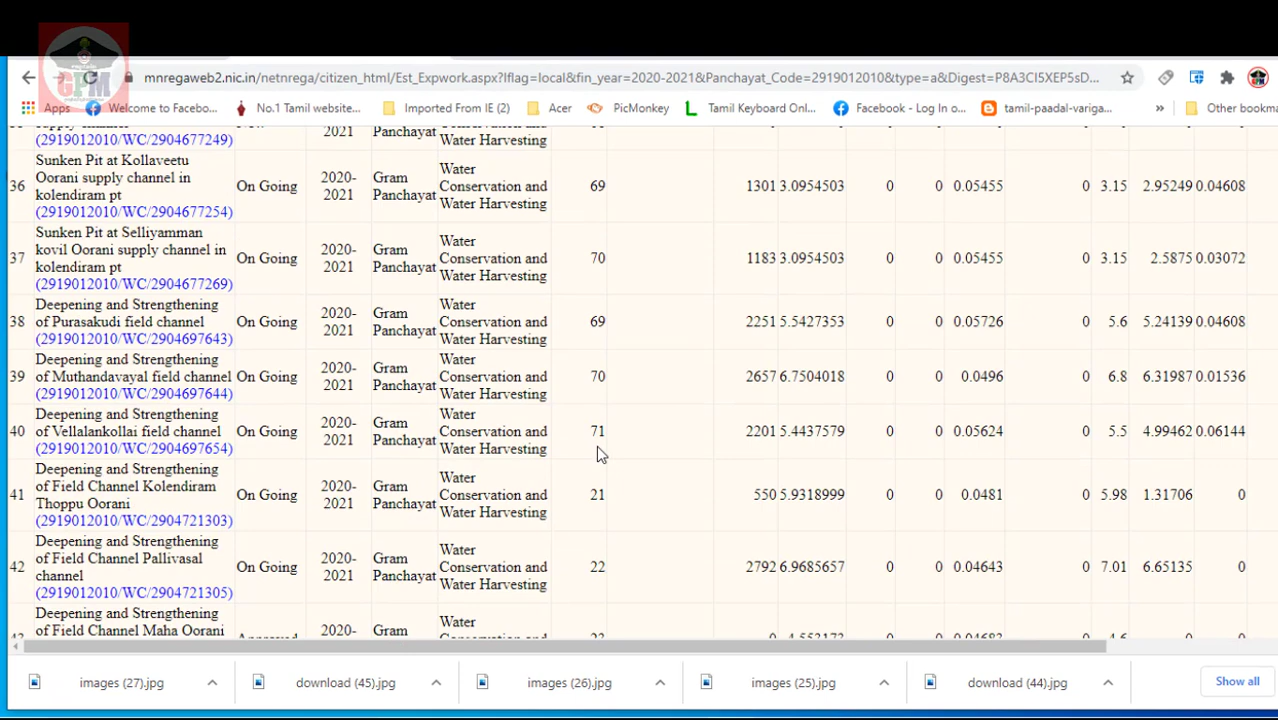 GPM
mnregaweb2.nic.in/netnrega/citizen_html/Est_Expwork.aspx?lflag=local&fin_year=2020-2021&Panchayat_Code=2919012010&type=a&Digest=P8A3CI5XEP5sD...
Apps Welcome to Facebo... No.1 Tamil website... Imported From IE (2) Acer PicMonkey Tamil Keyboard Onl... Facebook - Log In o... tamil-paadal-variga... » Other bookma
(2919012010/WC/2904677249) 2021 Panchayat Water Harvesting
36 Sunken Pit at Kollaveetu Oorani supply channel in kolendiram pt (2919012010/WC/2904677254) On Going 2020-2021 Gram Panchayat Water Conservation and Water Harvesting 69 1301 3.0954503 0 0 0.05455 0 3.15 2.95249 0.04608
37 Sunken Pit at Selliyamman kovil Oorani supply channel in kolendiram pt (2919012010/WC/2904677269) On Going 2020-2021 Gram Panchayat Water Conservation and Water Harvesting 70 1183 3.0954503 0 0 0.05455 0 3.15 2.5875 0.03072
38 Deepening and Strengthening of Purasakudi field channel (2919012010/WC/2904697643) On Going 2020-2021 Gram Panchayat Water Conservation and Water Harvesting 69 2251 5.5427353 0 0 0.05726 0 5.6 5.24139 0.04608
39 Deepening and Strengthening of Muthandavayal field channel (2919012010/WC/2904697644) On Going 2020-2021 Gram Panchayat Water Conservation and Water Harvesting 70 2657 6.7504018 0 0 0.0496 0 6.8 6.31987 0.01536
40 Deepening and Strengthening of Vellalankollai field channel (2919012010/WC/2904697654) On Going 2020-2021 Gram Panchayat Water Conservation and Water Harvesting 71 2201 5.4437579 0 0 0.05624 0 5.5 4.99462 0.06144
41 Deepening and Strengthening of Field Channel Kolendiram Thoppu Oorani (2919012010/WC/2904721303) On Going 2020-2021 Gram Panchayat Water Conservation and Water Harvesting 21 550 5.9318999 0 0 0.0481 0 5.98 1.31706 0
42 Deepening and Strengthening of Field Channel Pallivasal channel (2919012010/WC/2904721305) On Going 2020-2021 Gram Panchayat Water Conservation and Water Harvesting 22 2792 6.9685657 0 0 0.04643 0 7.01 6.65135 0
Deepening and Strengthening of Field Channel Maha Oorani 2020- Gram Water
images (27).jpg download (45).jpg images (26).jpg images (25).jpg download (44).jpg Show all